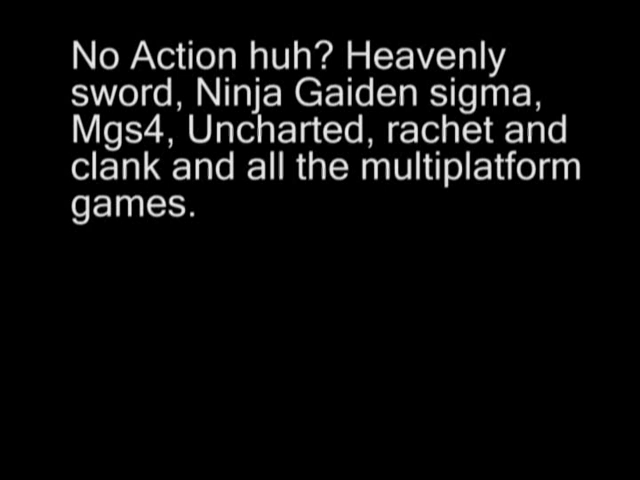 No Action huh? Heavenly
sword, Ninja Gaiden sigma,
Mgs4, Uncharted, rachet and
clank and all the multiplatform
games.